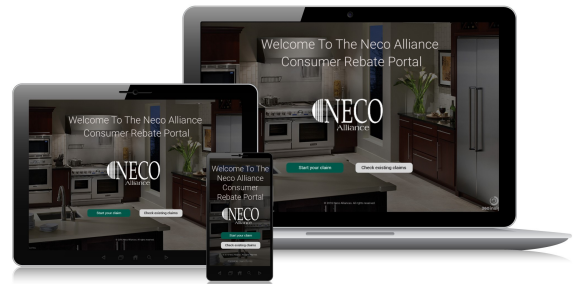 Welcome To The Neco Alliance
Consumer Rebate Portal
NECO
Alliance
Start your claim
Check existing claims
Welcome To The Neco Alliance
Consumer Rebate Portal
NECO
Alliance
Start your claim
Check existing claims
Welcome To The
Neco Alliance
Consumer
Rebate Portal
NECO
Alliance
Start your claim
Check existing claims